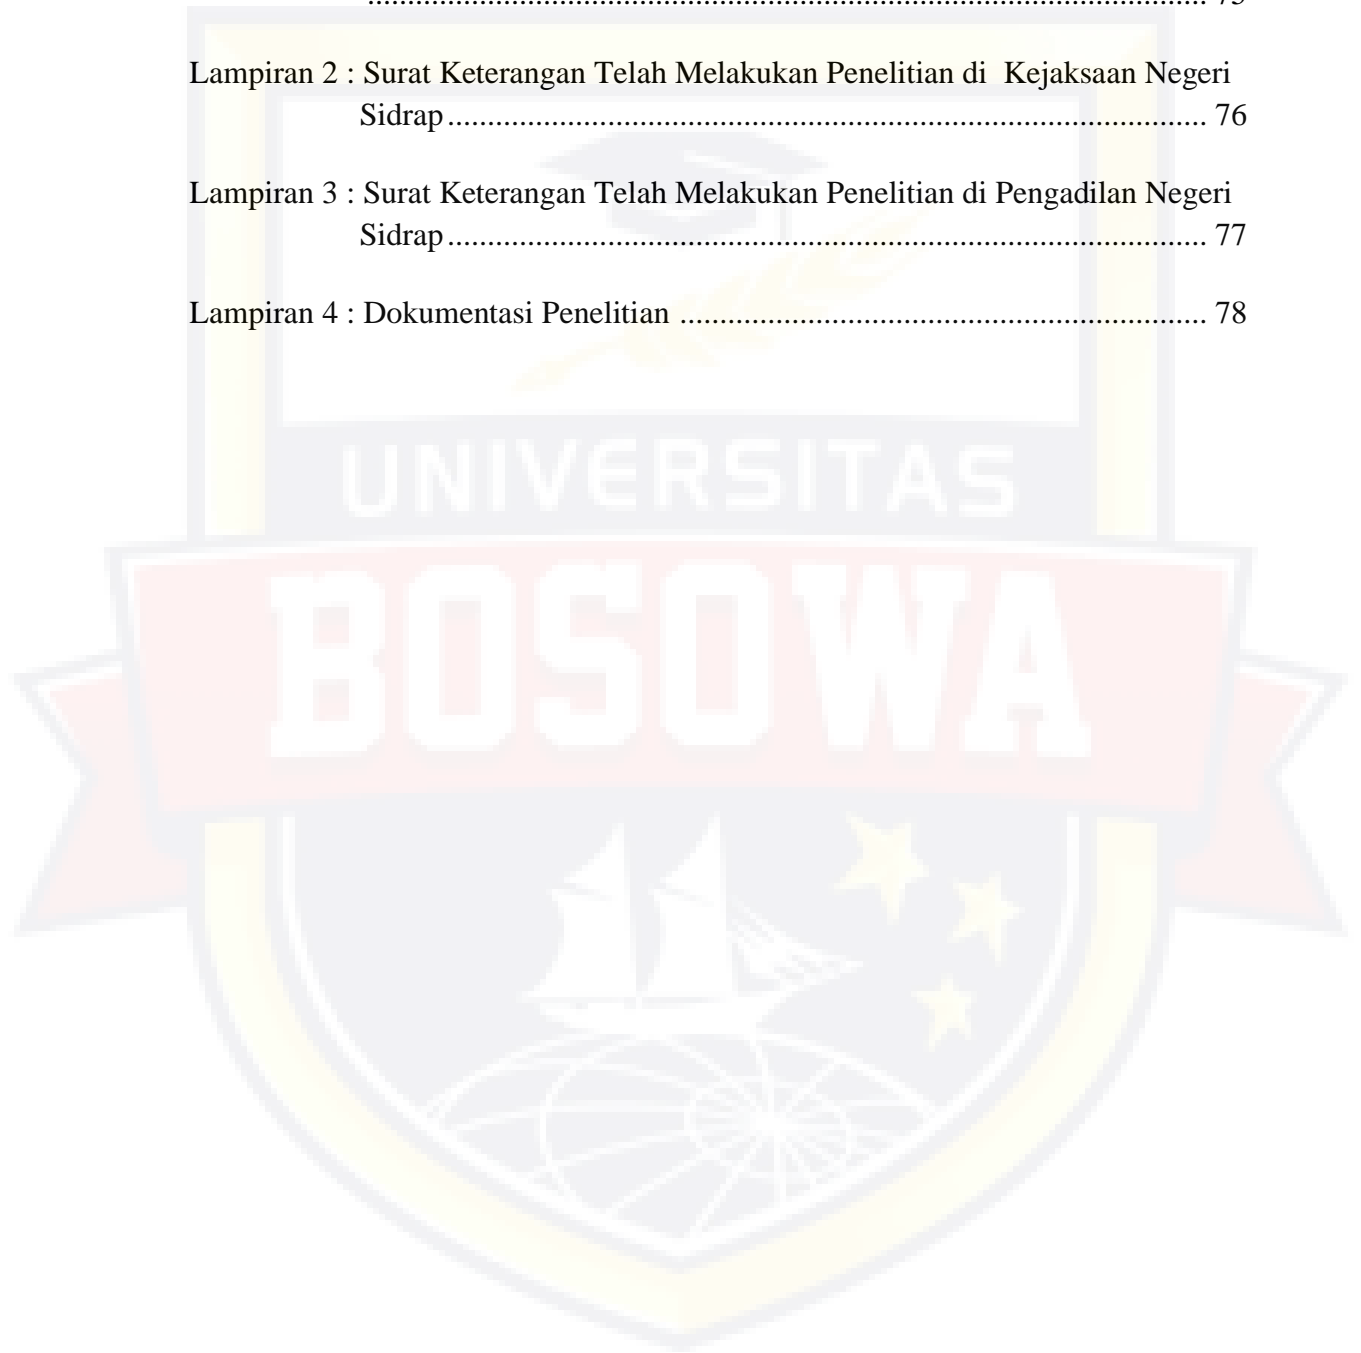 Lampiran 2 : Surat Keterangan Telah Melakukan Penelitian di  Kejaksaan Negeri
Sidrap ................................................................................................ 76
Lampiran 3 : Surat Keterangan Telah Melakukan Penelitian di Pengadilan Negeri
Sidrap ................................................................................................ 77
Lampiran 4 : Dokumentasi Penelitian .................................................................. 78
UNIVERSITAS
BOSOWA